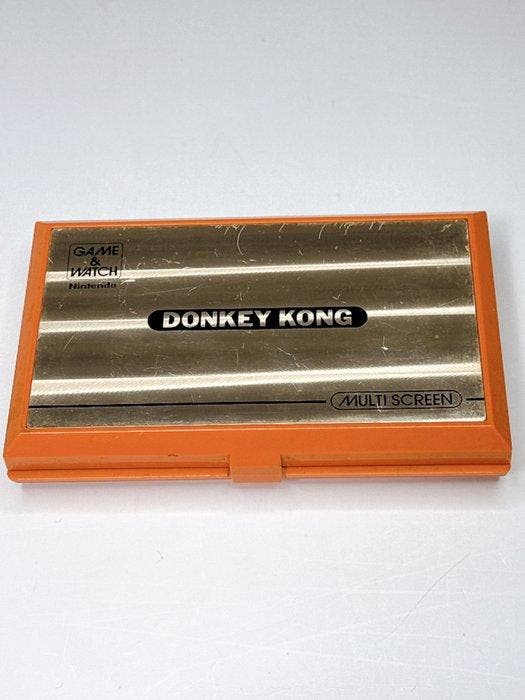 GAME
&
WATCH
Nintendo
DONKEY KONG
MULTI SCREEN